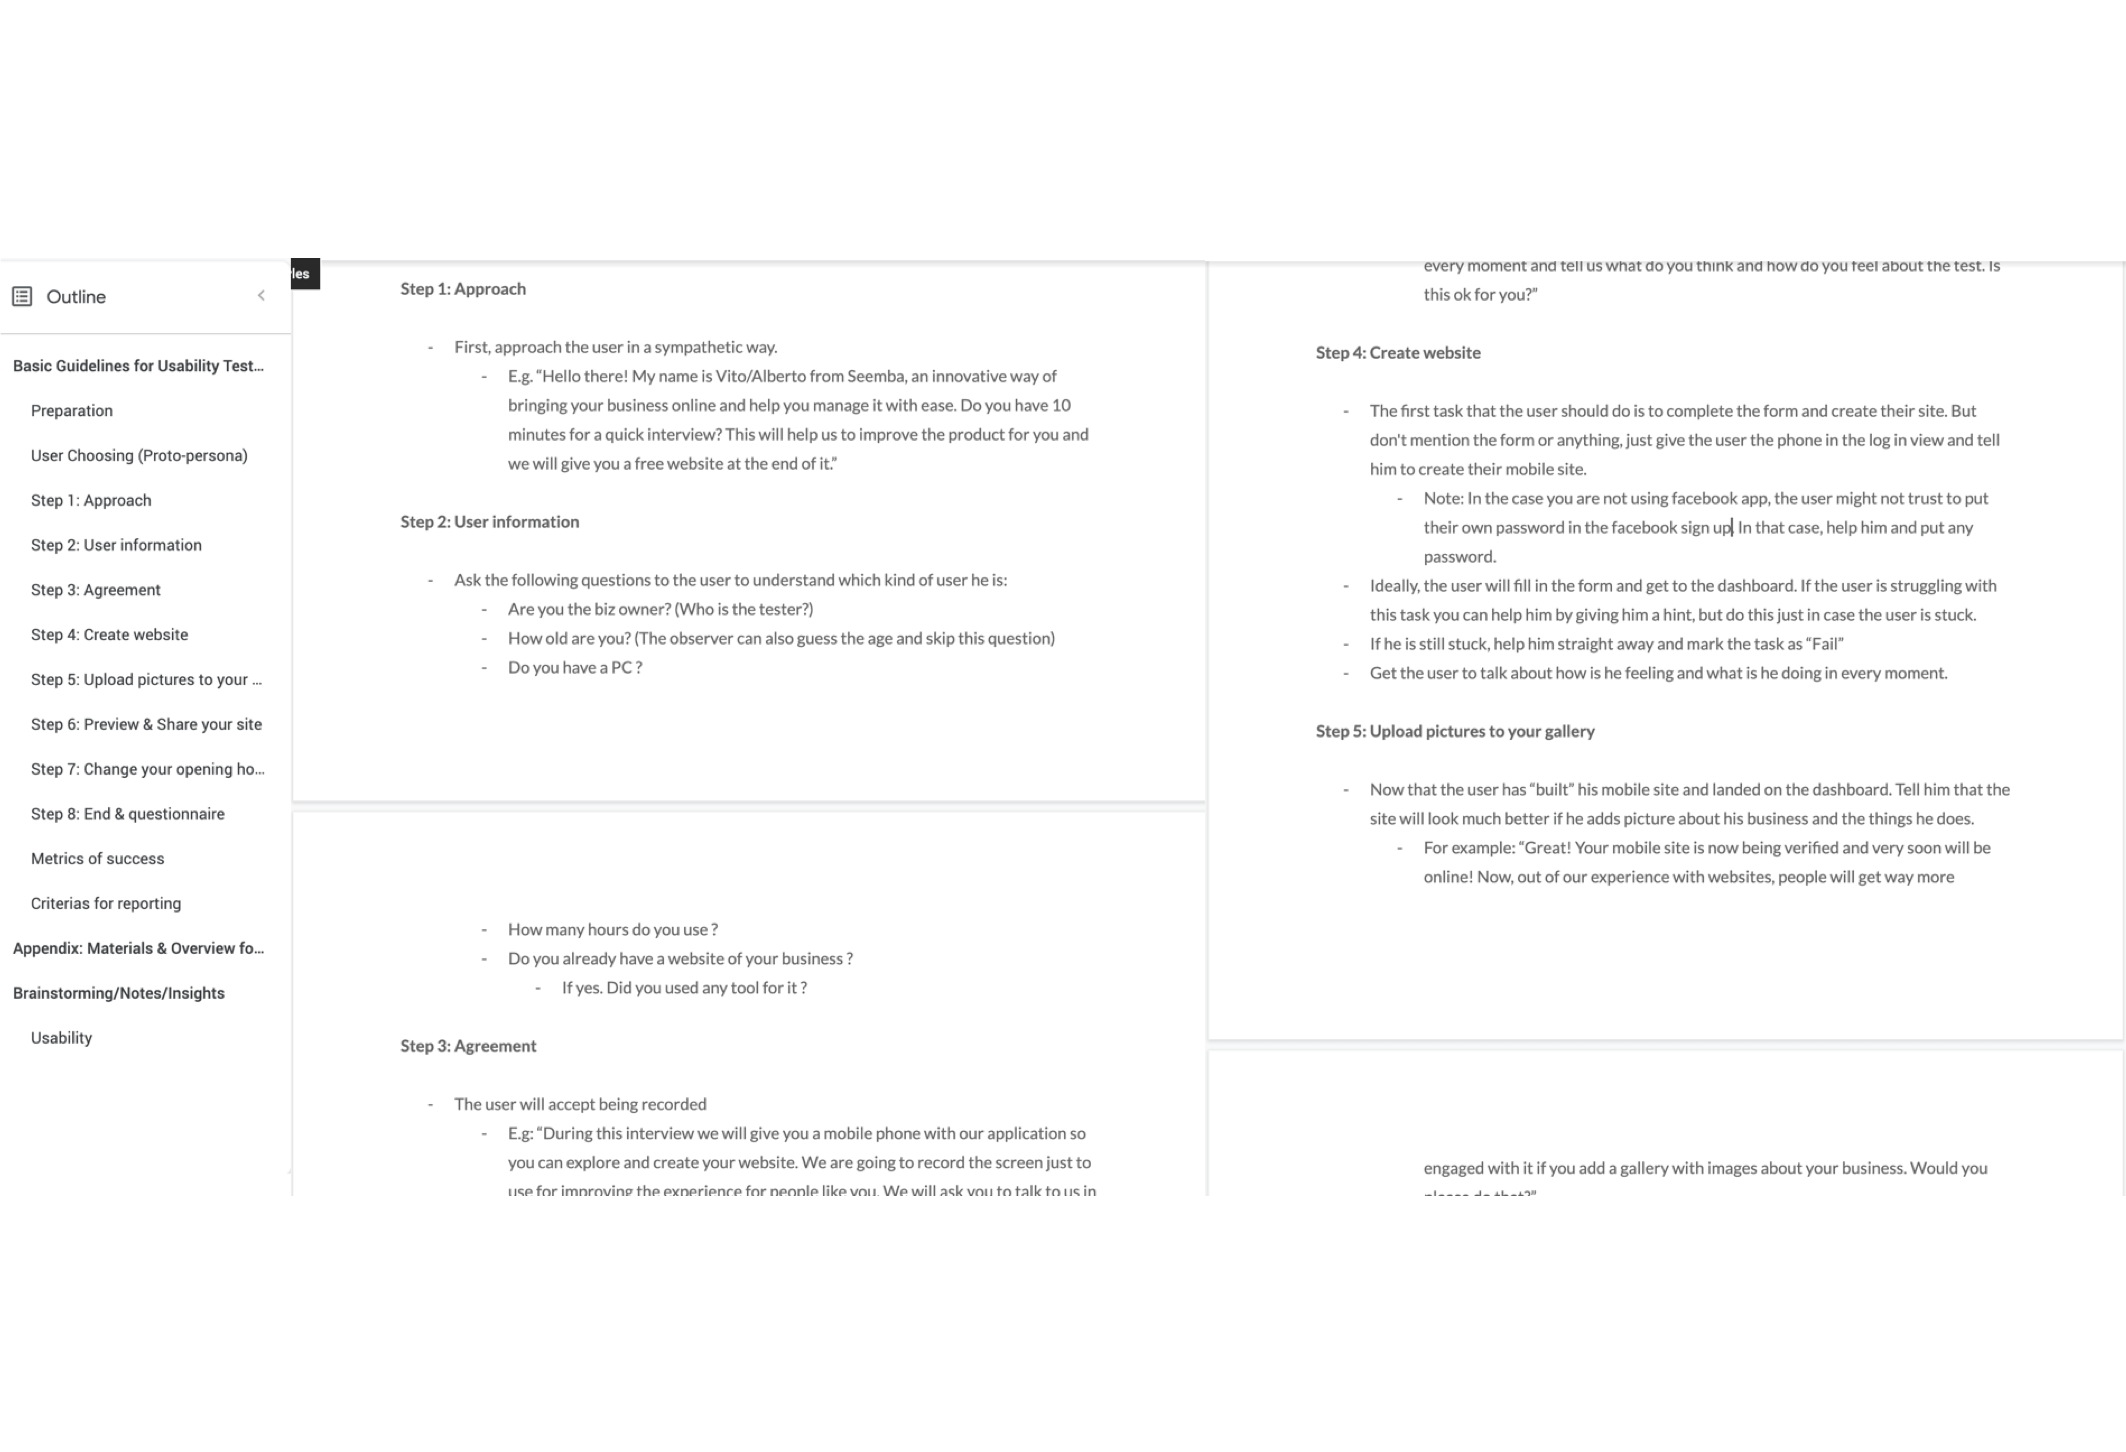 Outline
Basic Guidelines for Usability Test...
Preparation
User Choosing (Proto-persona)
Step 1: Approach
Step 2: User information
Step 3: Agreement
Step 4: Create website
Step 5: Upload pictures to your ...
Step 6: Preview & Share your site
Step 7: Change your opening ho...
Step 8: End & questionnaire
Metrics of success
Criterias for reporting
Appendix: Materials & Overview fo...
Brainstorming/Notes/Insights
Usability
Step 1: Approach
- First, approach the user in a sympathetic way.
- E.g. “Hello there! My name is Vito/Alberto from Seemba, an innovative way of
bringing your business online and help you manage it with ease. Do you have 10
minutes for a quick interview? This will help us to improve the product for you and
we will give you a free website at the end of it.”
Step 2: User information
- Ask the following questions to the user to understand which kind of user he is:
- Are you the biz owner? (Who is the tester?)
- How old are you? (The observer can also guess the age and skip this question)
- Do you have a PC ?
- How many hours do you use ?
- Do you already have a website of your business ?
- If yes. Did you used any tool for it ?
Step 3: Agreement
- The user will accept being recorded
- E.g: “During this interview we will give you a mobile phone with our application so
you can explore and create your website. We are going to record the screen just to
use for improving the experience for people like you. We will ask you to talk to us in
every moment and tell us what do you think and how do you feel about the test. Is
this ok for you?”
Step 4: Create website
- The first task that the user should do is to complete the form and create their site. But
don't mention the form or anything, just give the user the phone in the log in view and tell
him to create their mobile site.
- Note: In the case you are not using facebook app, the user might not trust to put
their own password in the facebook sign up. In that case, help him and put any
password.
- Ideally, the user will fill in the form and get to the dashboard. If the user is struggling with
this task you can help him by giving him a hint, but do this just in case the user is stuck.
- If he is still stuck, help him straight away and mark the task as “Fail”
- Get the user to talk about how is he feeling and what is he doing in every moment.
Step 5: Upload pictures to your gallery
- Now that the user has “built” his mobile site and landed on the dashboard. Tell him that the
site will look much better if he adds picture about his business and the things he does.
- For example: “Great! Your mobile site is now being verified and very soon will be
online! Now, out of our experience with websites, people will get way more
engaged with it if you add a gallery with images about your business. Would you
please do that?”